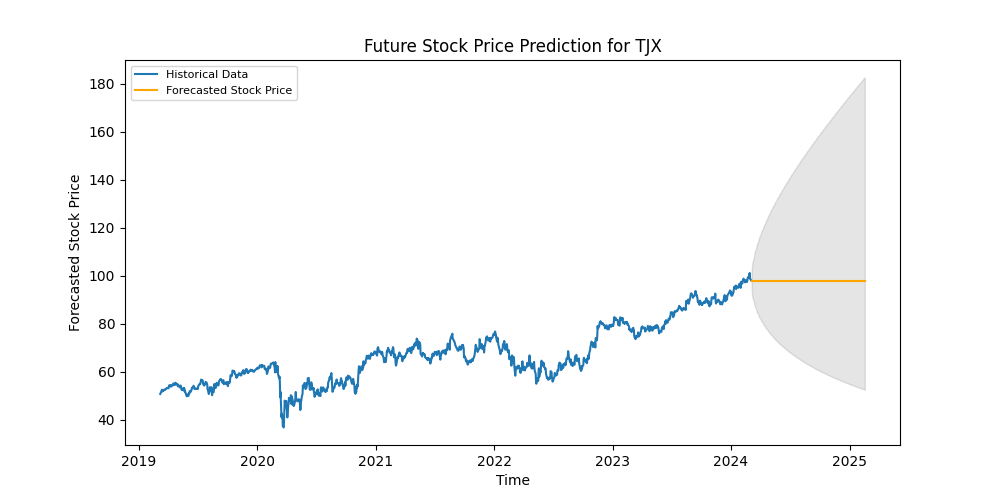 Future Stock Price Prediction for TJX
Historical Data
Forecasted Stock Price
Forecasted Stock Price
180
160
140
120
100
80
60
40
2019 2020 2021 2022 2023 2024 2025
Time